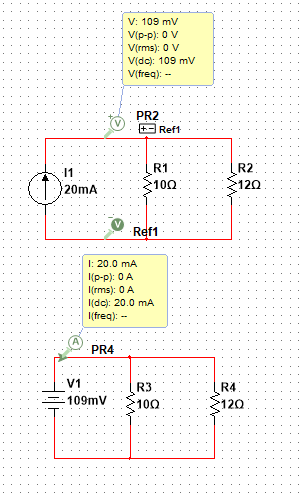 V: 109 mV
V(p-p): 0 V
V(rms): 0 V
V(dc): 109 mV
V(freq): --
PR2
+ V
+ - Ref1
I1
20mA
R1
10Ω
R2
12Ω
V
Ref1
I: 20.0 mA
I(p-p): 0 A
I(rms): 0 A
I(dc): 20.0 mA
I(freq): --
A
PR4
V1
109mV
R3
10Ω
R4
12Ω